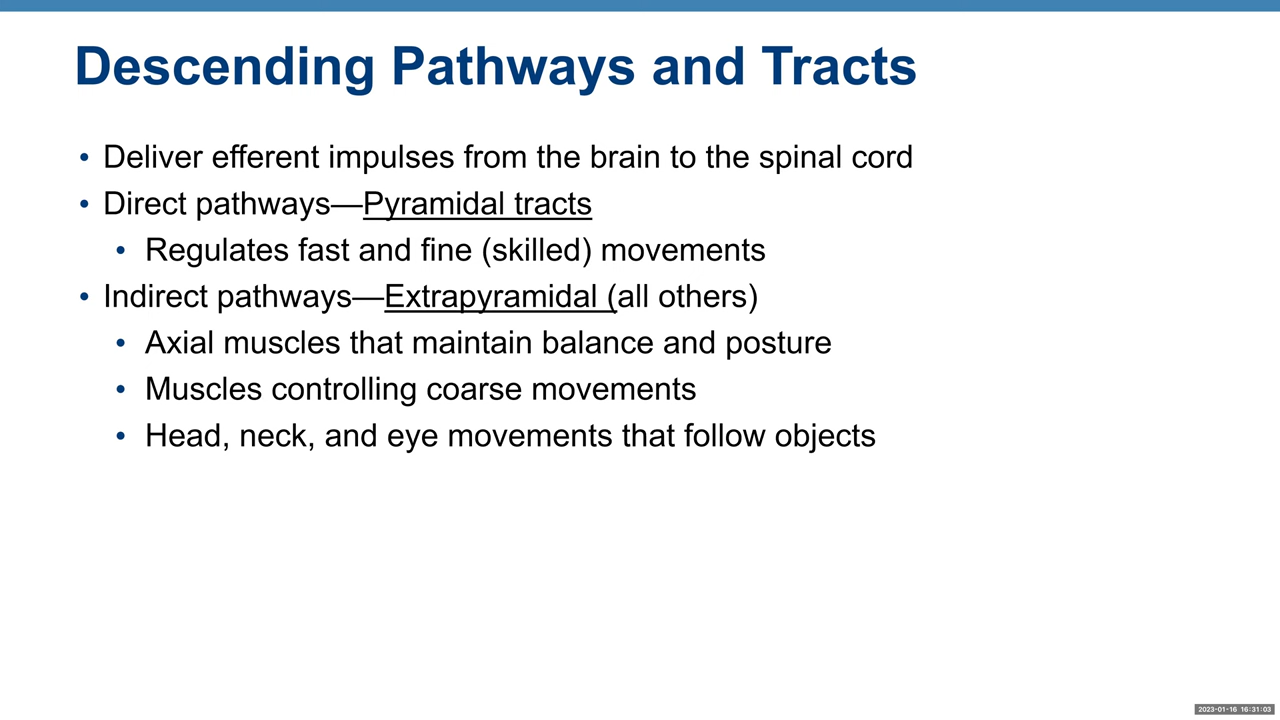 Descending Pathways and Tracts
• Deliver efferent impulses from the brain to the spinal cord
• Direct pathways—Pyramidal tracts
• Regulates fast and fine (skilled) movements
• Indirect pathways—Extrapyramidal (all others)
• Axial muscles that maintain balance and posture
• Muscles controlling coarse movements
• Head, neck, and eye movements that follow objects
2023-01-16 16:31:03